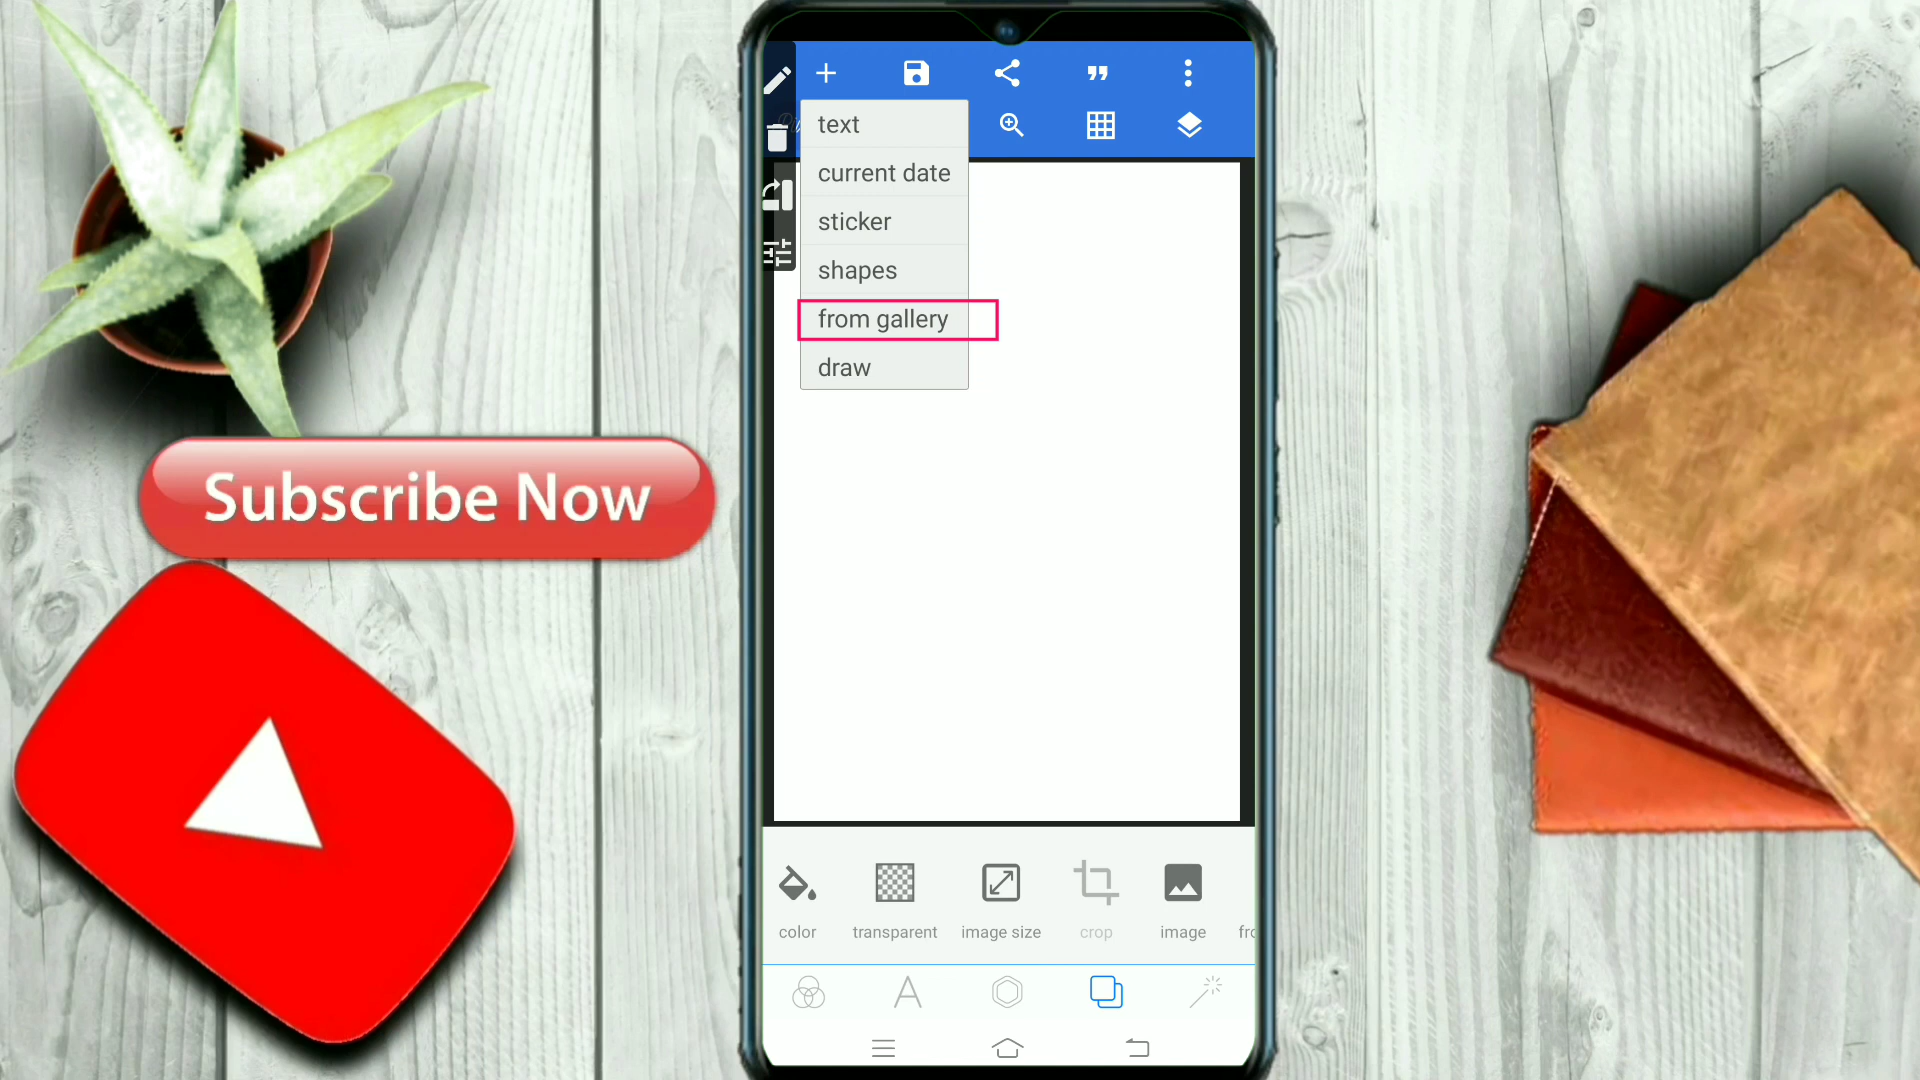 text
current date
sticker
shapes
from gallery
draw
Subscribe Now
color
transparent
image size
crop
image